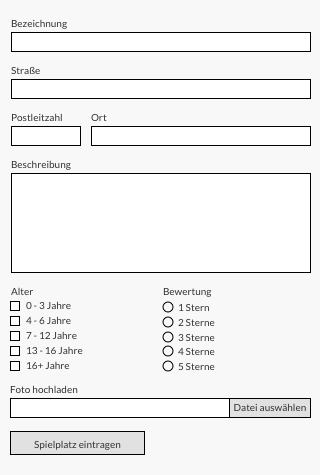 Bezeichnung
Straße
Postleitzahl Ort
Beschreibung
Alter Bewertung
0 - 3 Jahre 1 Stern
4 - 6 Jahre 2 Sterne
7 - 12 Jahre 3 Sterne
13 - 16 Jahre 4 Sterne
16+ Jahre 5 Sterne
Foto hochladen
Datei auswählen
Spielplatz eintragen